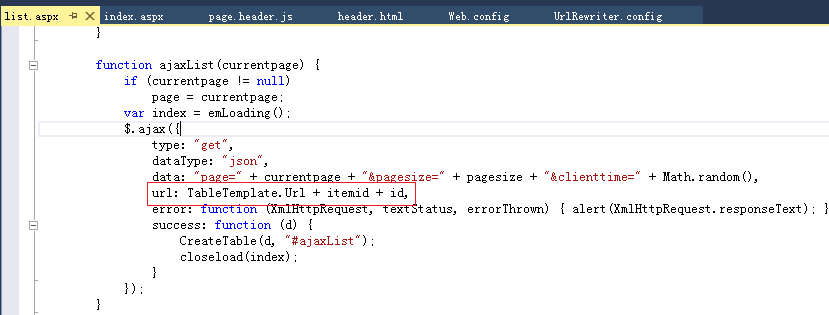 list.aspx index.aspx page.header.js header.html Web.config UrlRewriter.config
}
function ajaxList(currentpage) {
if (currentpage != null)
page = currentpage;
var index = emLoading();
$.ajax({
type: "get",
dataType: "json",
data: "page=" + currentpage + "&pagesize=" + pagesize + "&clienttime=" + Math.random(),
url: TableTemplate.Url + itemid + id,
error: function (XmlHttpRequest, textStatus, errorThrown) { alert(XmlHttpRequest.responseText); }
success: function (d) {
CreateTable(d, "#ajaxList");
closeload(index);
}
});
}